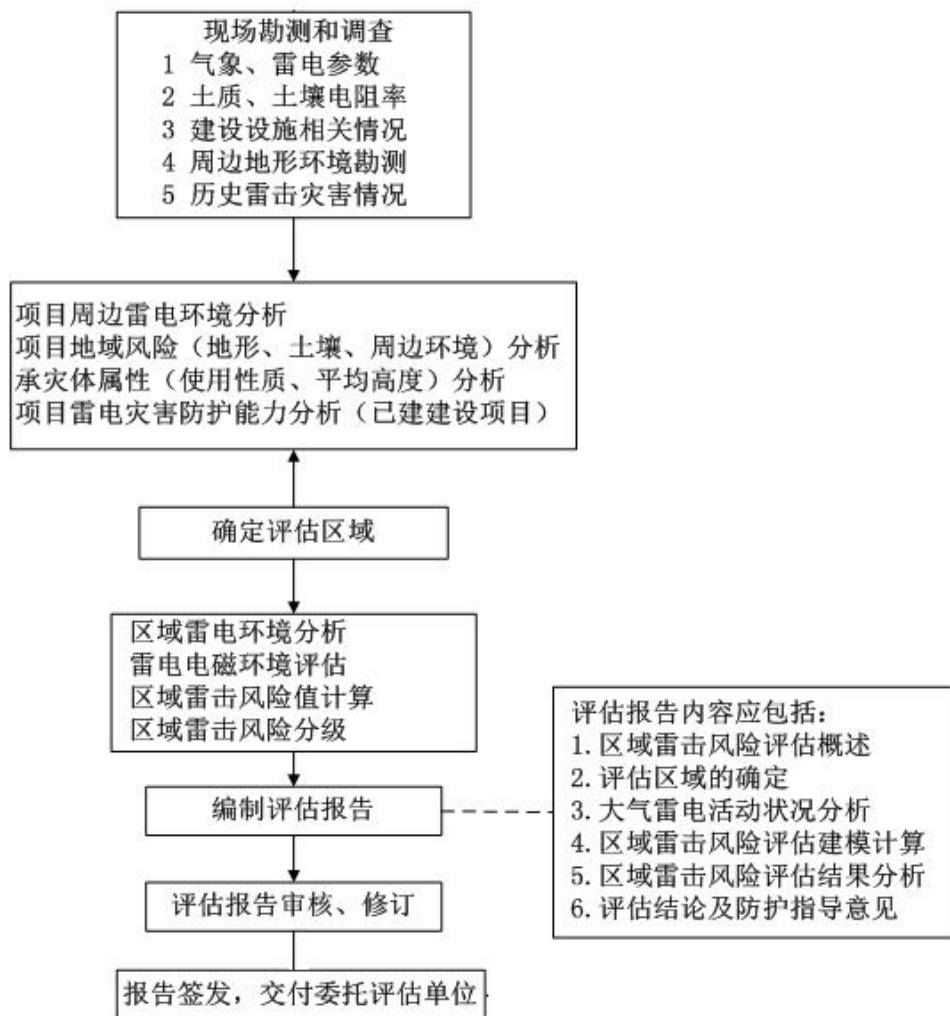 现场勘测和调查
1 气象、雷电参数
2 土质、土壤电阻率
3 建设设施相关情况
4 周边地形环境勘测
5 历史雷击灾害情况
项目周边雷电环境分析
项目地域风险（地形、土壤、周边环境）分析
承灾体属性（使用性质、平均高度）分析
项目雷电灾害防护能力分析（已建建设项目）
确定评估区域
区域雷电环境分析
雷电电磁环境评估
区域雷击风险值计算
区域雷击风险分级
编制评估报告
评估报告内容应包括：
1. 区域雷击风险评估概述
2. 评估区域的确定
3. 大气雷电活动状况分析
4. 区域雷击风险评估建模计算
5. 区域雷击风险评估结果分析
6. 评估结论及防护指导意见
评估报告审核、修订
报告签发，交付委托评估单位